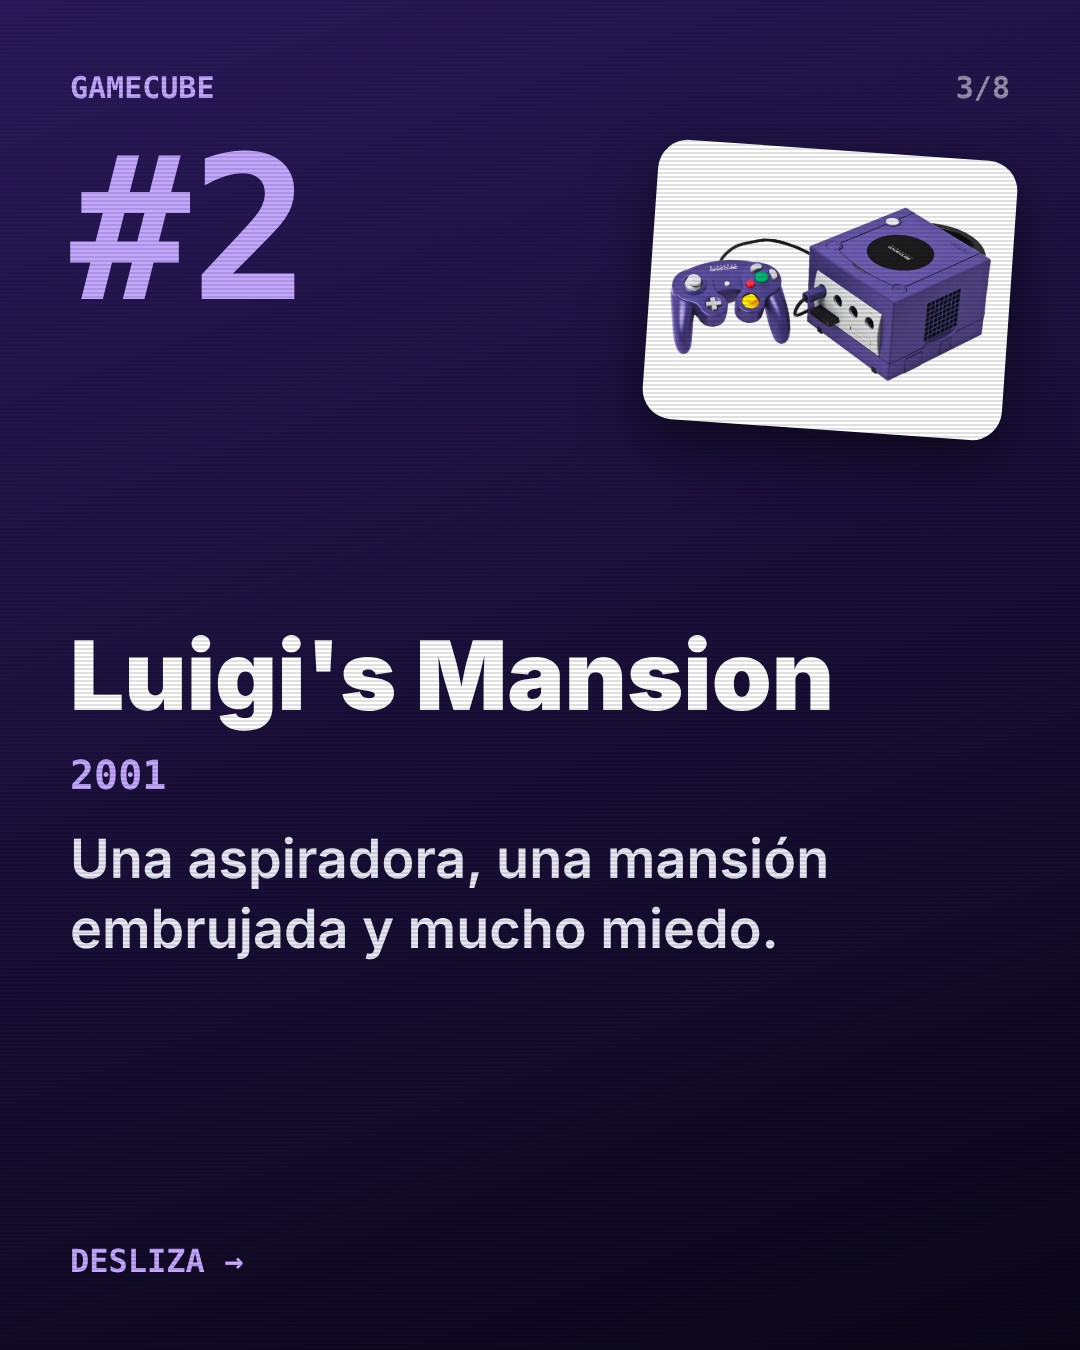 GAMECUBE
3/8
#2
Luigi's Mansion
2001
Una aspiradora, una mansión
embrujada y mucho miedo.
DESLIZA →